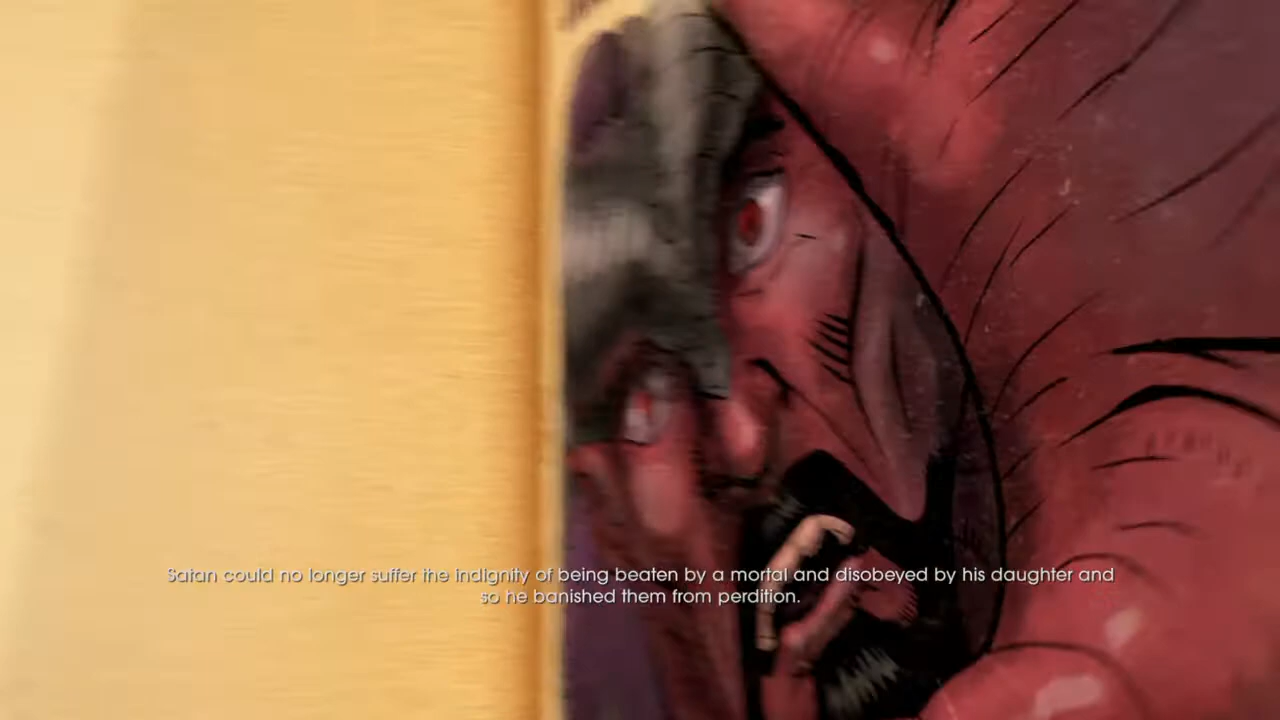 Satan could no longer suffer the indignity of being beaten by a mortal and disobeyed by his daughter and
so he banished them from perdition.